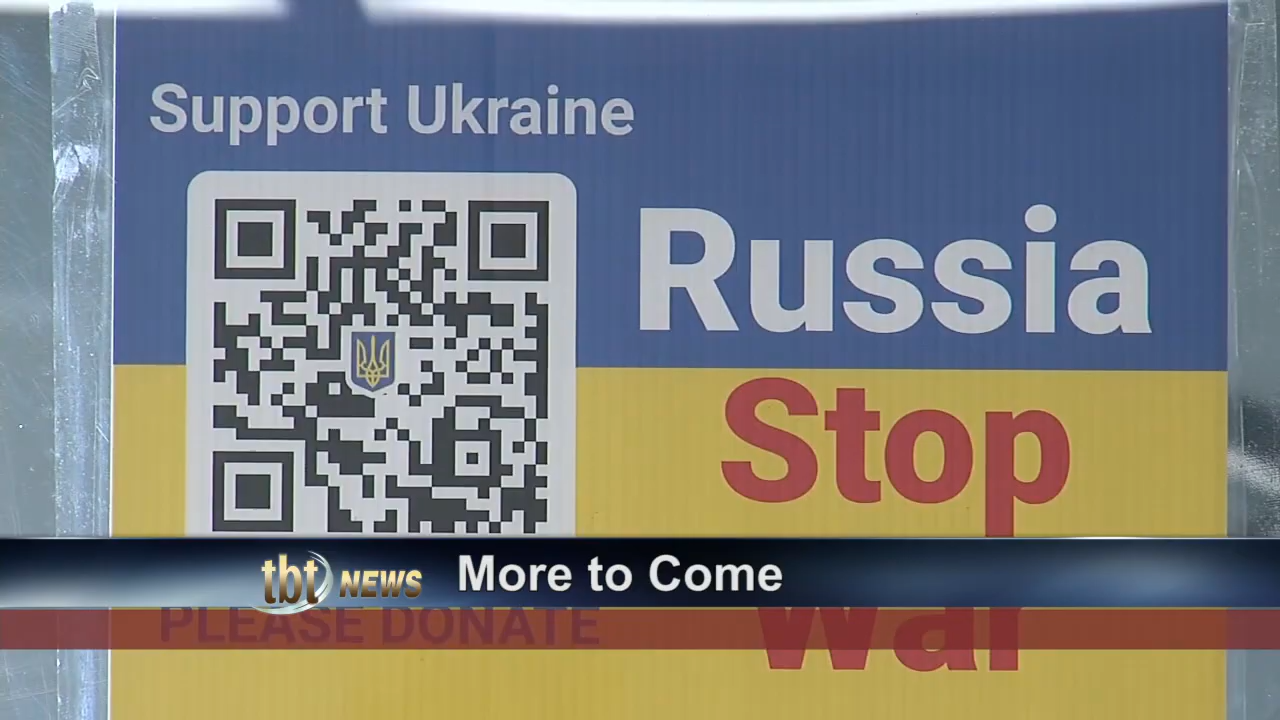 Support Ukraine
Russia
Stop
War
PLEASE DONATE
tbt NEWS
More to Come